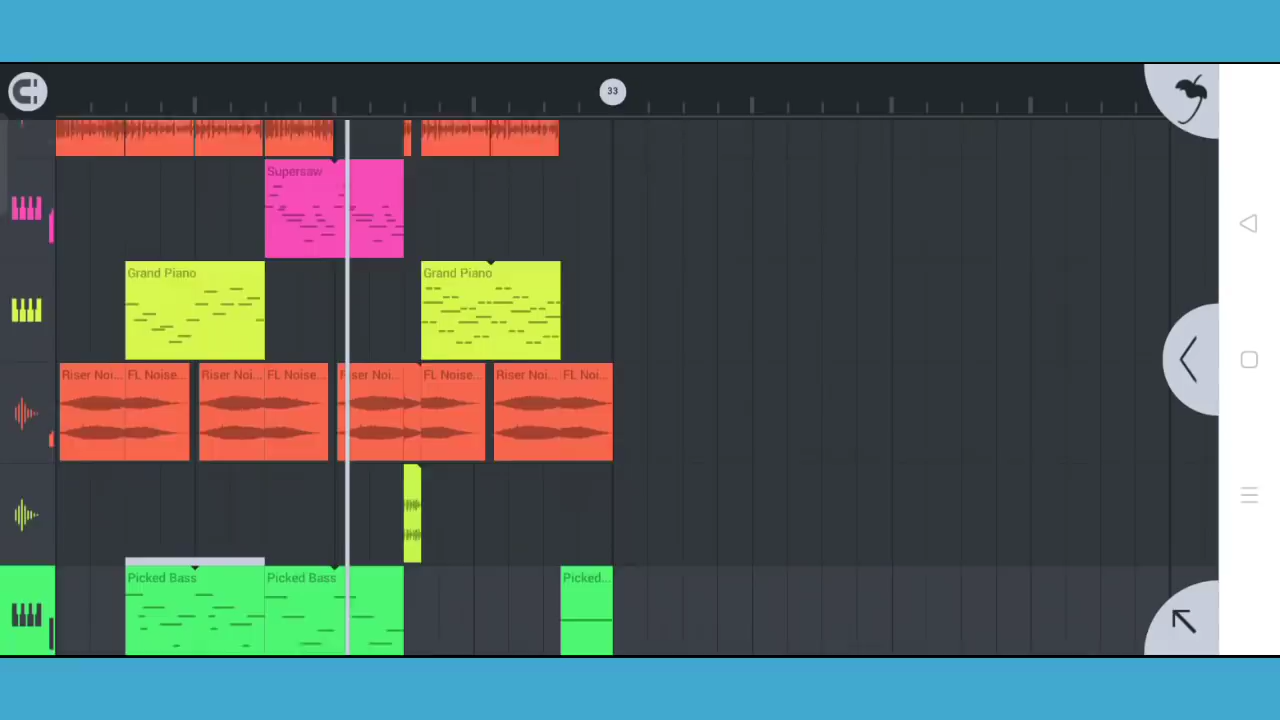 33
Supersaw
Grand Piano
Grand Piano
Riser Noi... FL Noise... Riser Noi... FL Noise... Riser Noi... FL Noise... Riser Noi... FL Noi...
Picked Bass Picked Bass Picked...